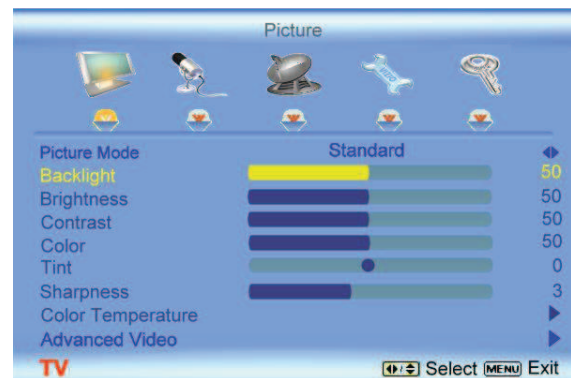 Picture
Picture Mode Standard
Backlight 50
Brightness 50
Contrast 50
Color 50
Tint 0
Sharpness 3
Color Temperature
Advanced Video
TV Select MENU Exit